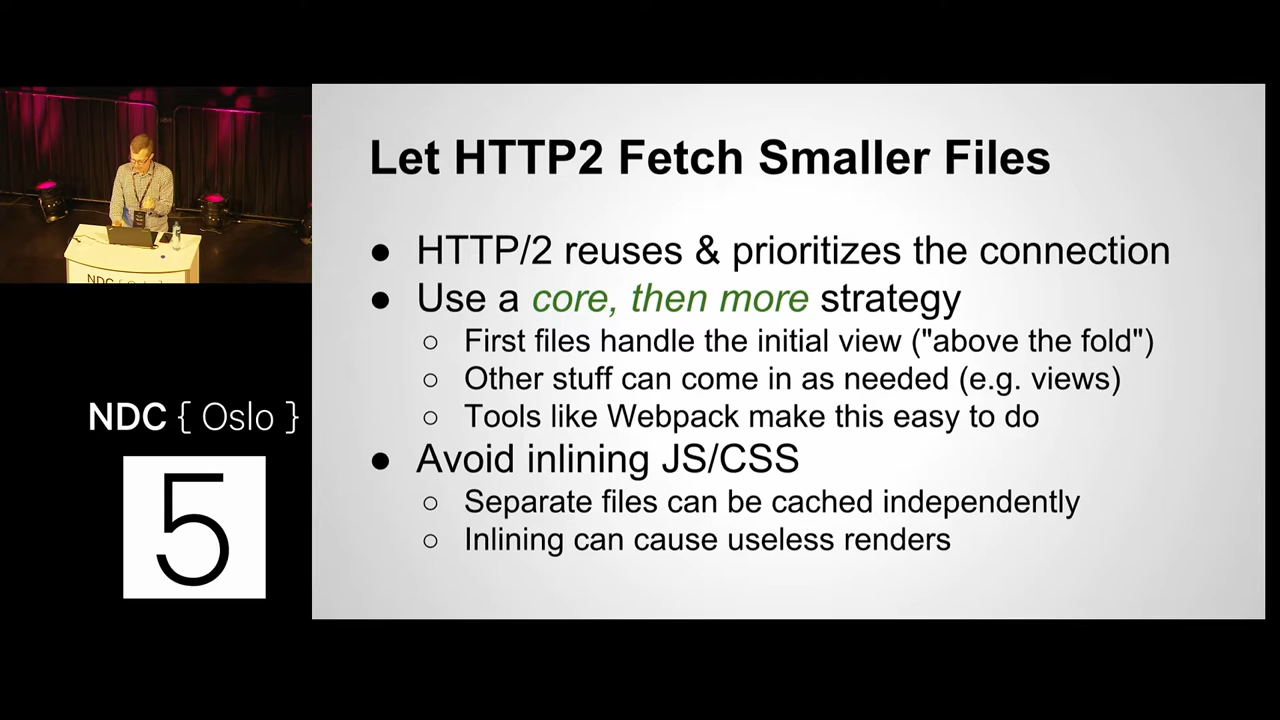 Let HTTP2 Fetch Smaller Files
● HTTP/2 reuses & prioritizes the connection
● Use a core, then more strategy
○ First files handle the initial view ("above the fold")
○ Other stuff can come in as needed (e.g. views)
○ Tools like Webpack make this easy to do
● Avoid inlining JS/CSS
○ Separate files can be cached independently
○ Inlining can cause useless renders
NDC { Oslo }
5
NDC { Oslo }